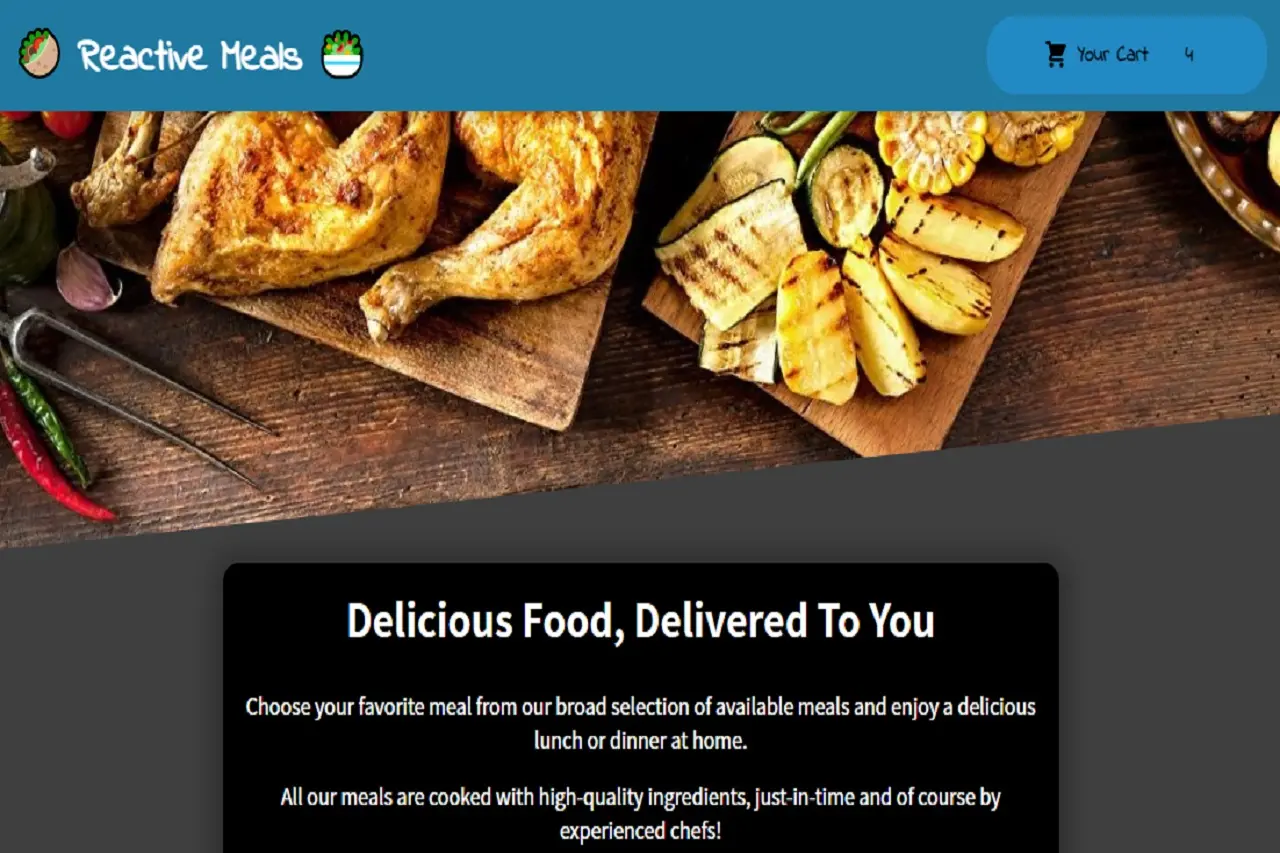 Reactive Meals
Your Cart 4
Delicious Food, Delivered To You
Choose your favorite meal from our broad selection of available meals and enjoy a delicious
lunch or dinner at home.
All our meals are cooked with high-quality ingredients, just-in-time and of course by
experienced chefs!